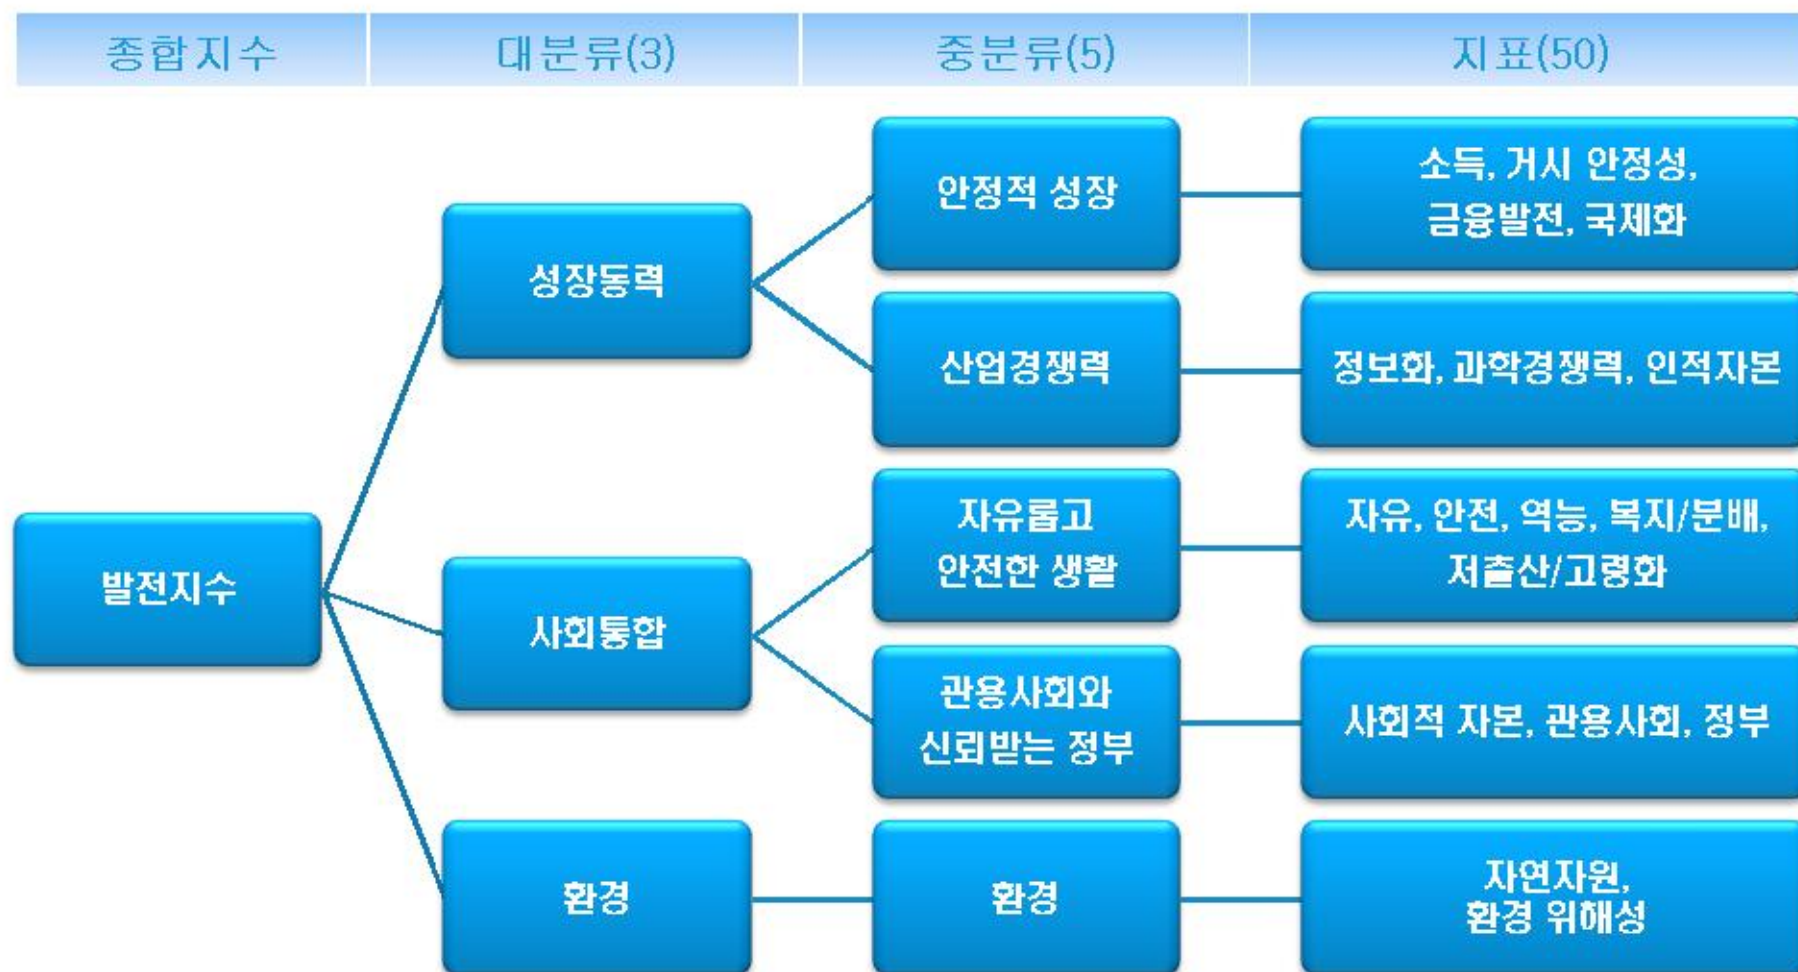 종합지수
대분류(3)
중분류(5)
지표(50)
발전지수
성장동력
안정적 성장
소득, 거시 안정성,
금융발전, 국제화
산업경쟁력
정보화, 과학경쟁력, 인적자본
사회통합
자유롭고
안전한 생활
자유, 안전, 역능, 복지/분배,
저출산/고령화
관용사회와
신뢰받는 정부
사회적 자본, 관용사회, 정부
환경
환경
자연자원,
환경 위해성